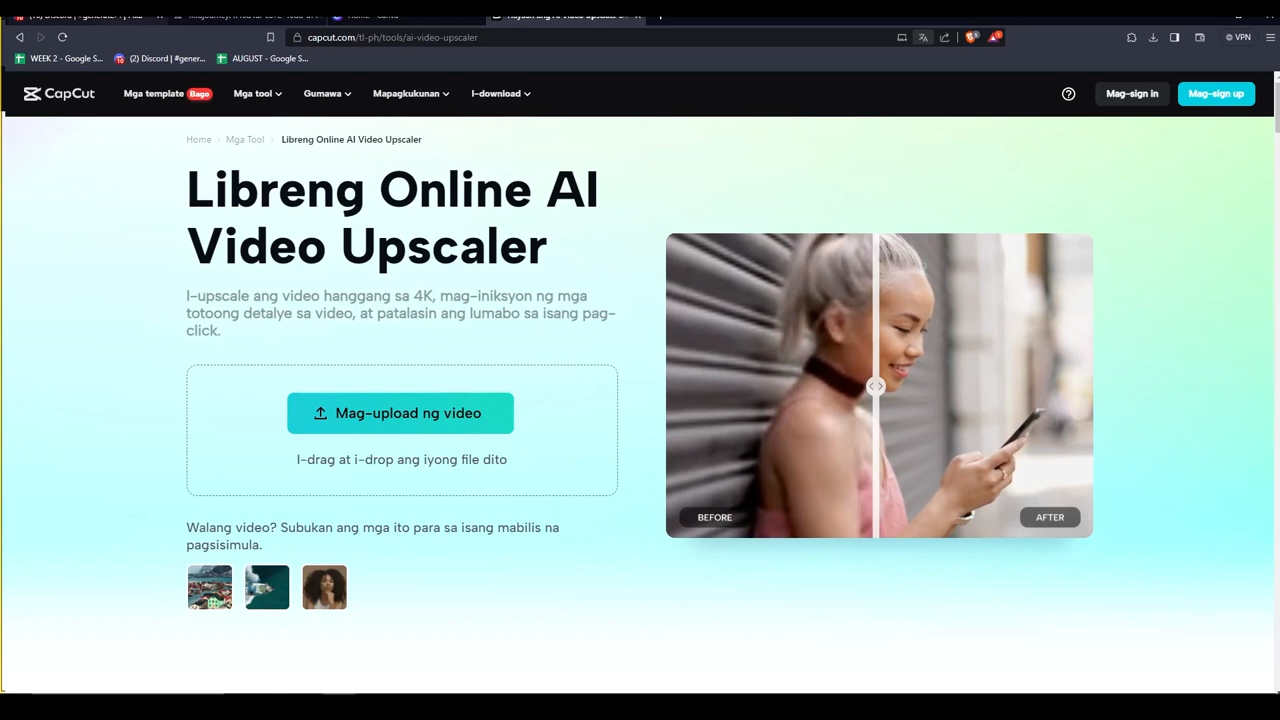 capcut.com/tl-ph/tools/ai-video-upscaler
VPN
WEEK 2 - Google S...
(2) Discord | #gener...
AUGUST - Google S...
CapCut
Mga template Bago
Mga tool
Gumawa
Mapagkukunan
I-download
Mag-sign in
Mag-sign up
Home
Mga Tool
Libreng Online AI Video Upscaler
Libreng Online AI
Video Upscaler
I-upscale ang video hanggang sa 4K, mag-iniksyon ng mga
totoong detalye sa video, at patalasin ang lumabo sa isang pag-
click.
Mag-upload ng video
I-drag at i-drop ang iyong file dito
BEFORE
AFTER
Walang video? Subukan ang mga ito para sa isang mabilis na
pagsisimula.